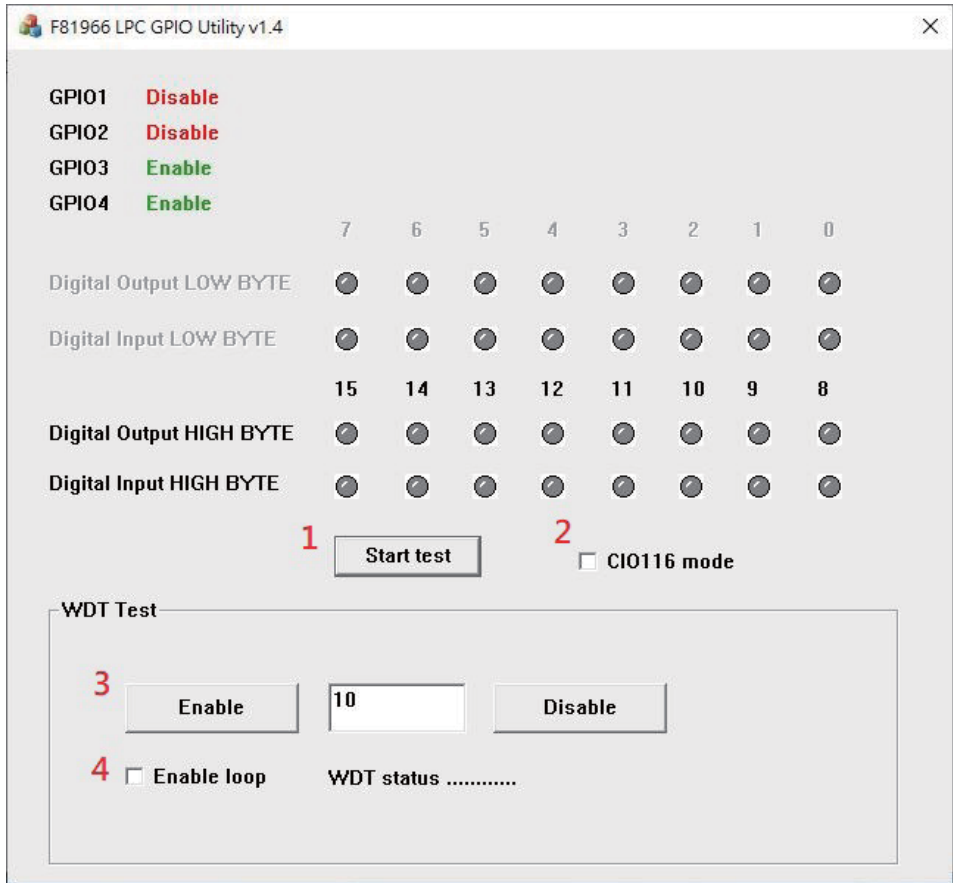 F81966 LPC GPIO Utility v1.4
GPIO1 Disable
GPIO2 Disable
GPIO3 Enable
GPIO4 Enable
7 6 5 4 3 2 1 0
Digital Output LOW BYTE
Digital Input LOW BYTE
15 14 13 12 11 10 9 8
Digital Output HIGH BYTE
Digital Input HIGH BYTE
1 Start test 2 CIO116 mode
WDT Test
3 Enable 10 Disable
4 Enable loop WDT status ............